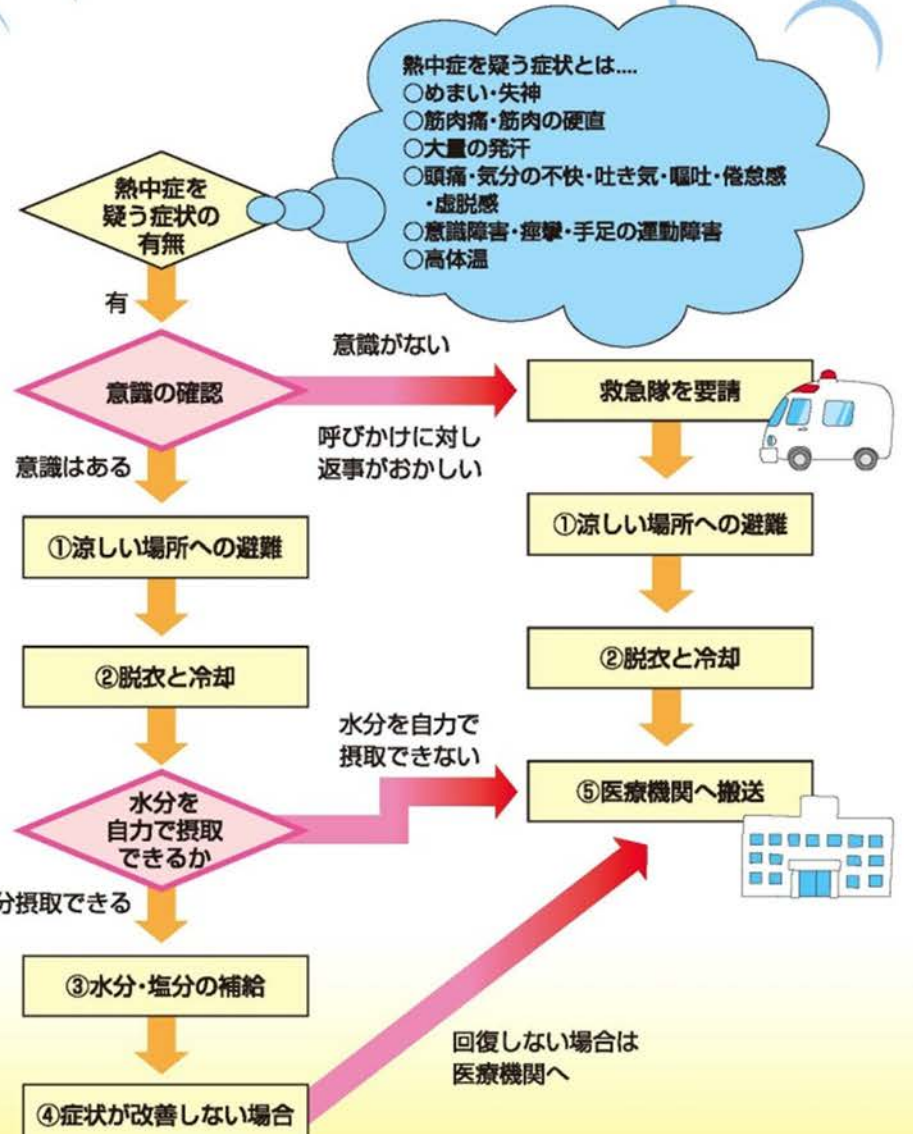 熱中症を疑う症状とは....
○めまい・失神
○筋肉痛・筋肉の硬直
○大量の発汗
○頭痛・気分の不快・吐き気・嘔吐・倦怠感
・虚脱感
○意識障害・痙攣・手足の運動障害
○高体温
熱中症を
疑う症状の
有無
有
意識の確認
意識がない
呼びかけに対し
返事がおかしい
救急隊を要請
意識はある
①涼しい場所への避難
①涼しい場所への避難
②脱衣と冷却
②脱衣と冷却
水分を自力で
摂取できない
水分を
自力で摂取
できるか
⑤医療機関へ搬送
分摂取できる
③水分・塩分の補給
回復しない場合は
医療機関へ
④症状が改善しない場合